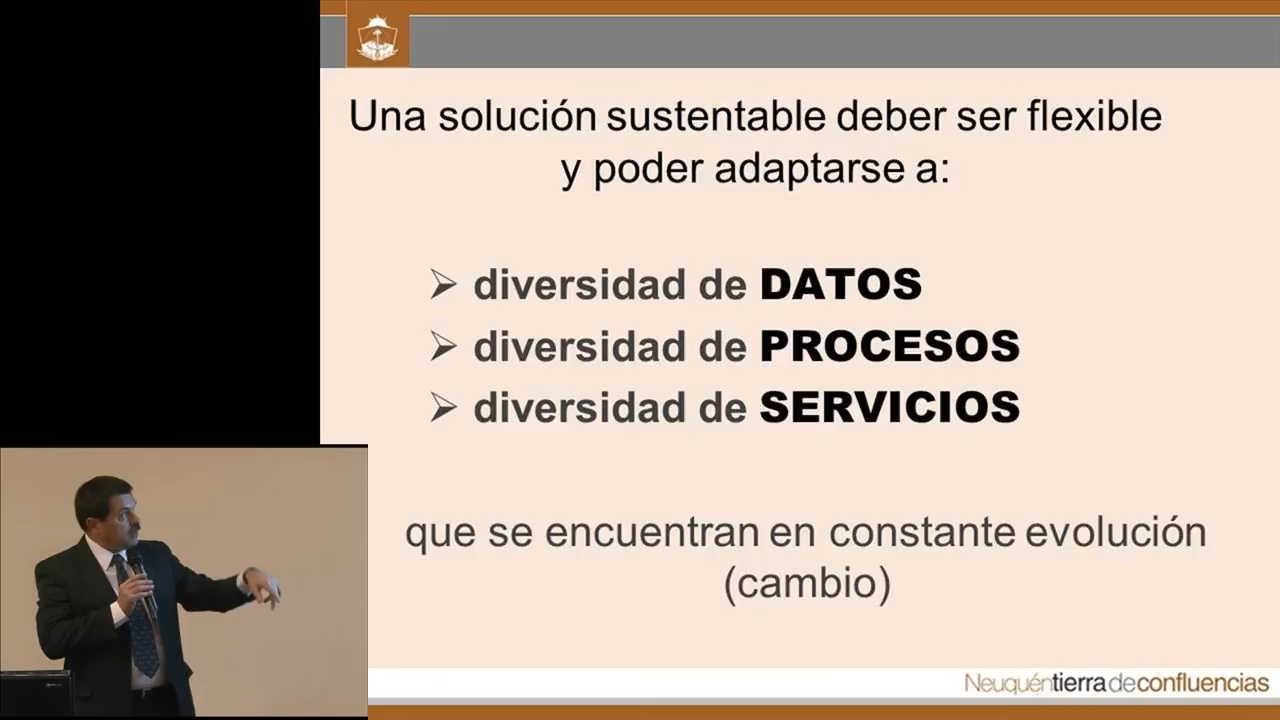 Una solución sustentable deber ser flexible
y poder adaptarse a:
➢ diversidad de DATOS
➢ diversidad de PROCESOS
➢ diversidad de SERVICIOS
que se encuentran en constante evolución
(cambio)
Neuquéntierradeconfluencias